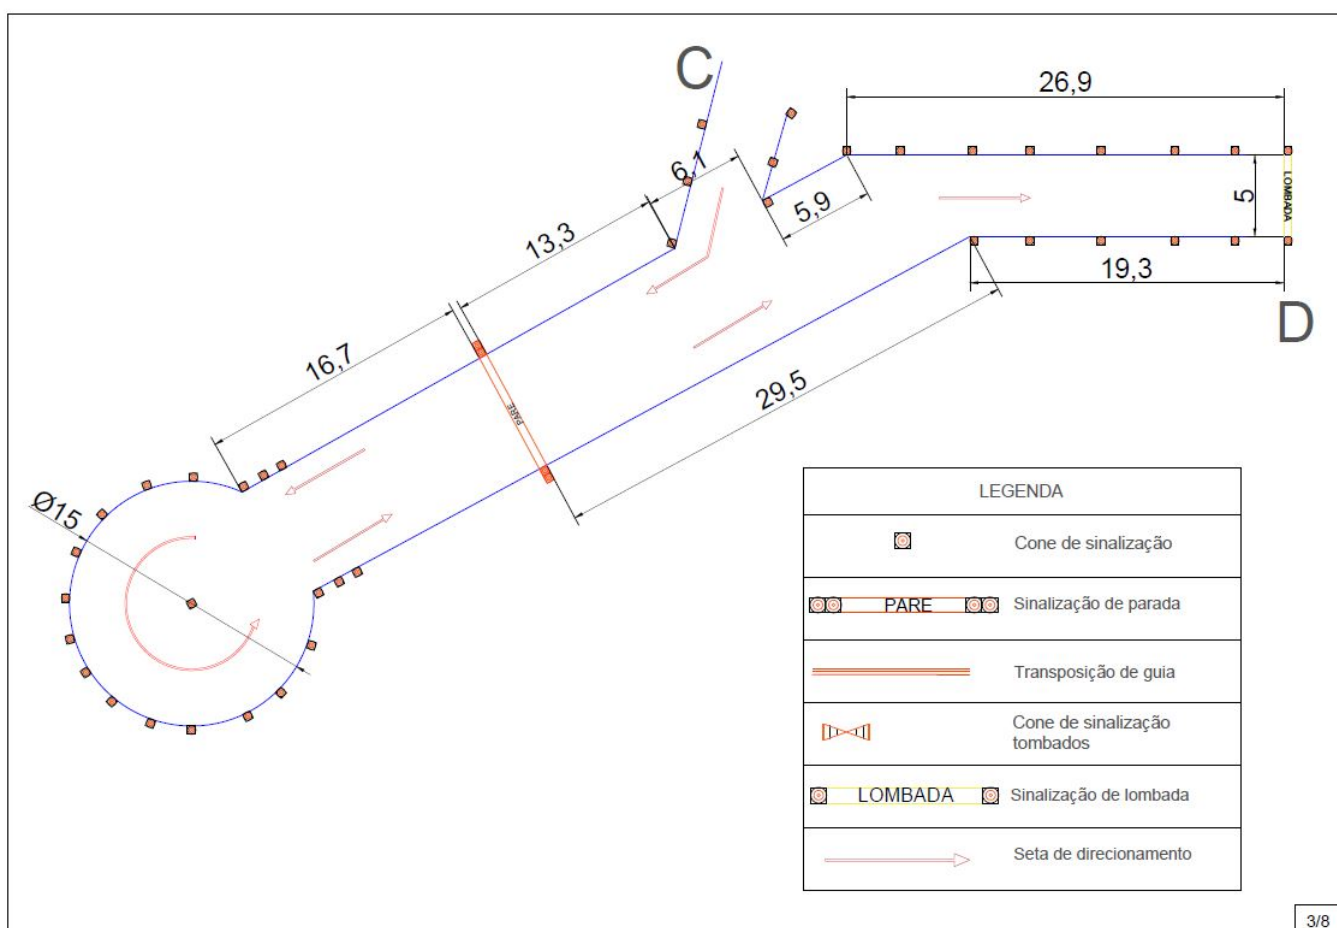 C
26,9
6,1
5,9
LOMBADA
5
13,3
19,3
D
16,7
PARE
29,5
Ø15
LEGENDA
Cone de sinalização
PARE
Sinalização de parada
Transposição de guia
Cone de sinalização
tombados
LOMBADA
Sinalização de lombada
Seta de direcionamento
3/8